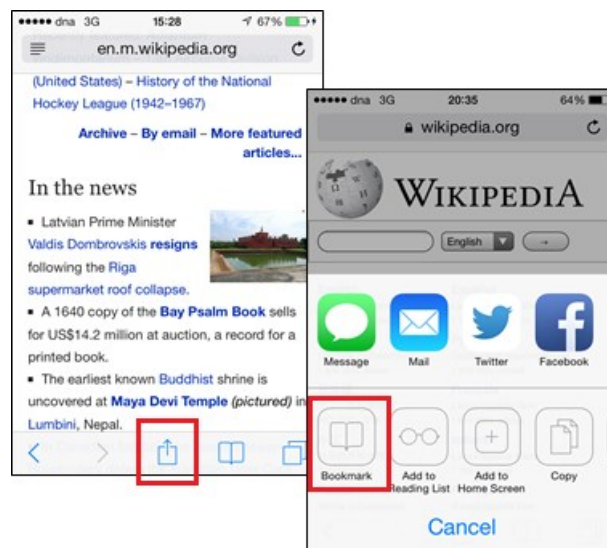 dna 3G 15:28 67%
en.m.wikipedia.org
(United States) – History of the National
Hockey League (1942–1967)
Archive – By email – More featured
articles...
In the news
▪ Latvian Prime Minister
Valdis Dombrovskis resigns
following the Riga
supermarket roof collapse.
▪ A 1640 copy of the Bay Psalm Book sells
for US$14.2 million at auction, a record for a
printed book.
▪ The earliest known Buddhist shrine is
uncovered at Maya Devi Temple (pictured) in
Lumbini, Nepal.
dna 3G 20:35 64%
wikipedia.org
WIKIPEDIA
English
Message Mail Twitter Facebook
Bookmark Add to Add to Copy
Reading List Home Screen
Cancel